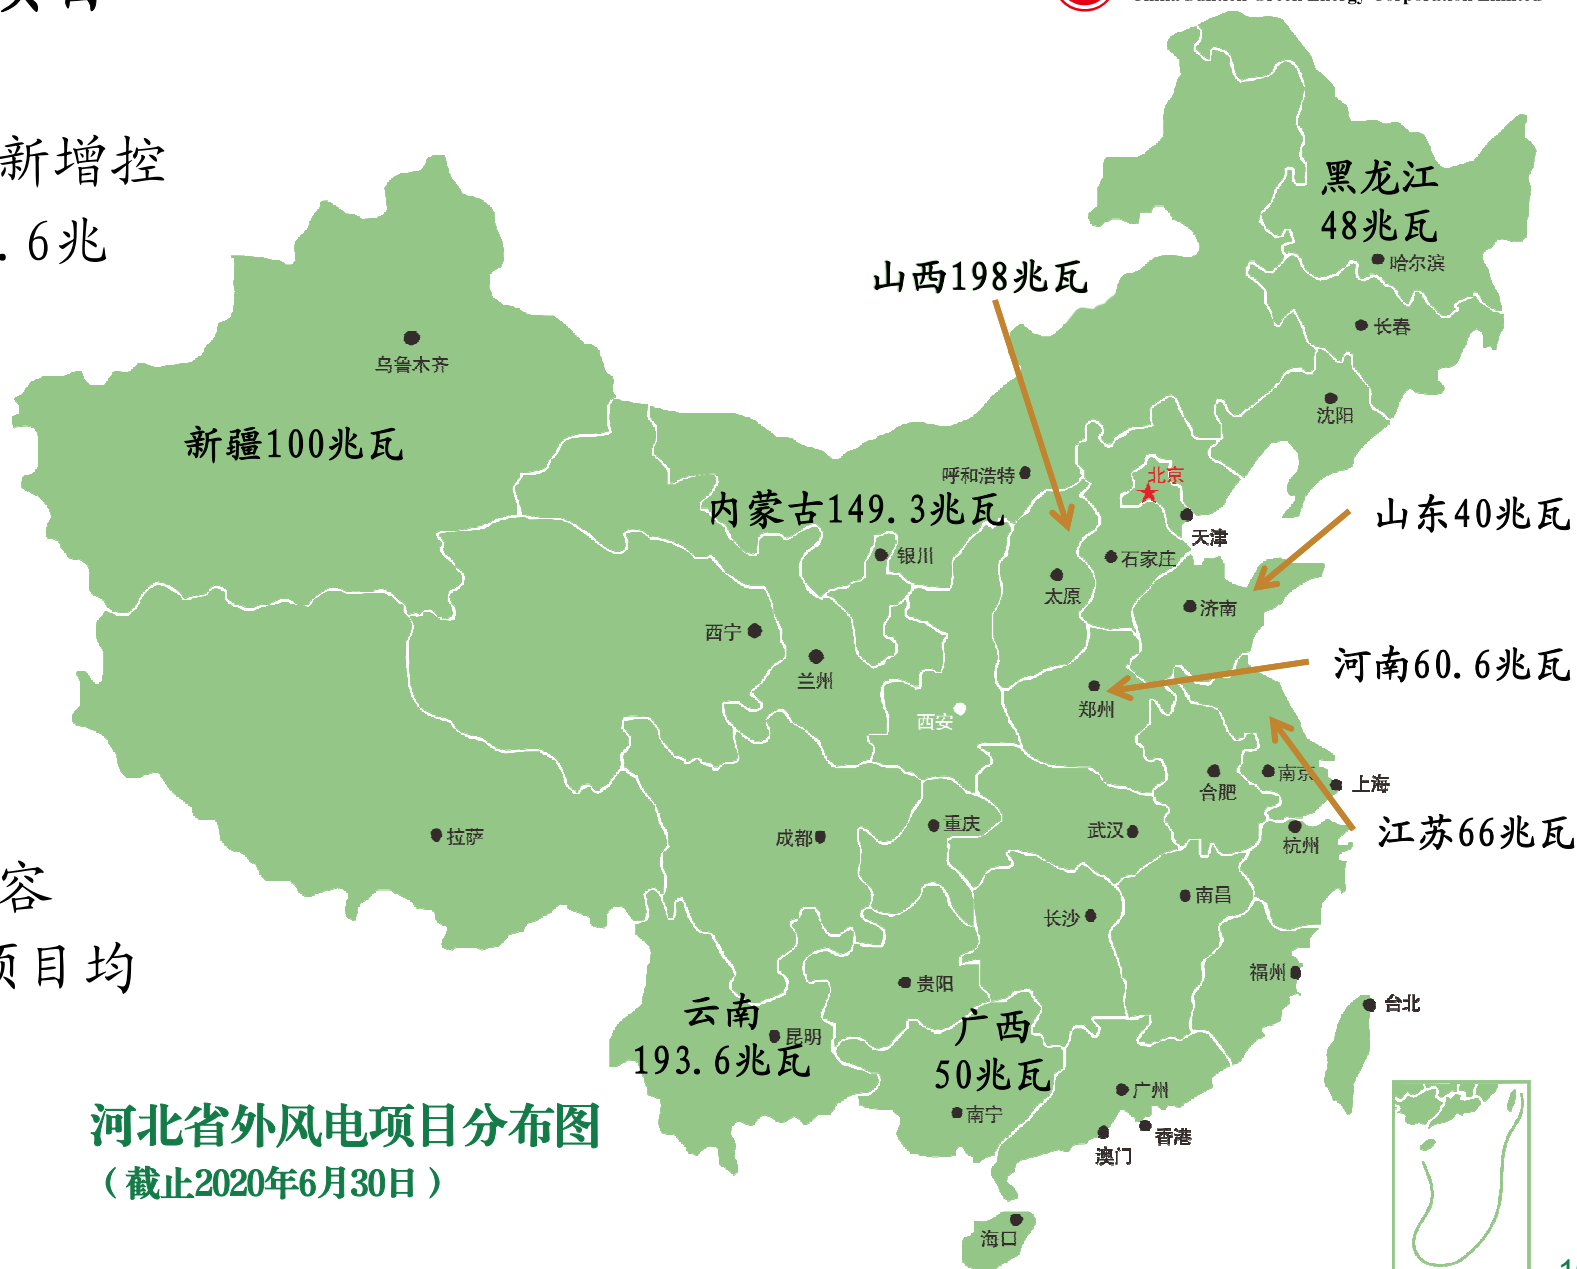 新增控
.6兆
黑龙江
48兆瓦
哈尔滨
山西198兆瓦
长春
乌鲁木齐
沈阳
新疆100兆瓦
呼和浩特
北京
内蒙古149.3兆瓦
山东40兆瓦
天津
银川
石家庄
太原
济南
西宁
河南60.6兆瓦
兰州
郑州
西安
南京
上海
合肥
重庆
武汉
成都
拉萨
江苏66兆瓦
杭州
容
南昌
长沙
项目均
福州
贵阳
台北
云南
193.6兆瓦
昆明
广西
50兆瓦
广州
南宁
香港
澳门
河北省外风电项目分布图
（截止2020年6月30日）
海口